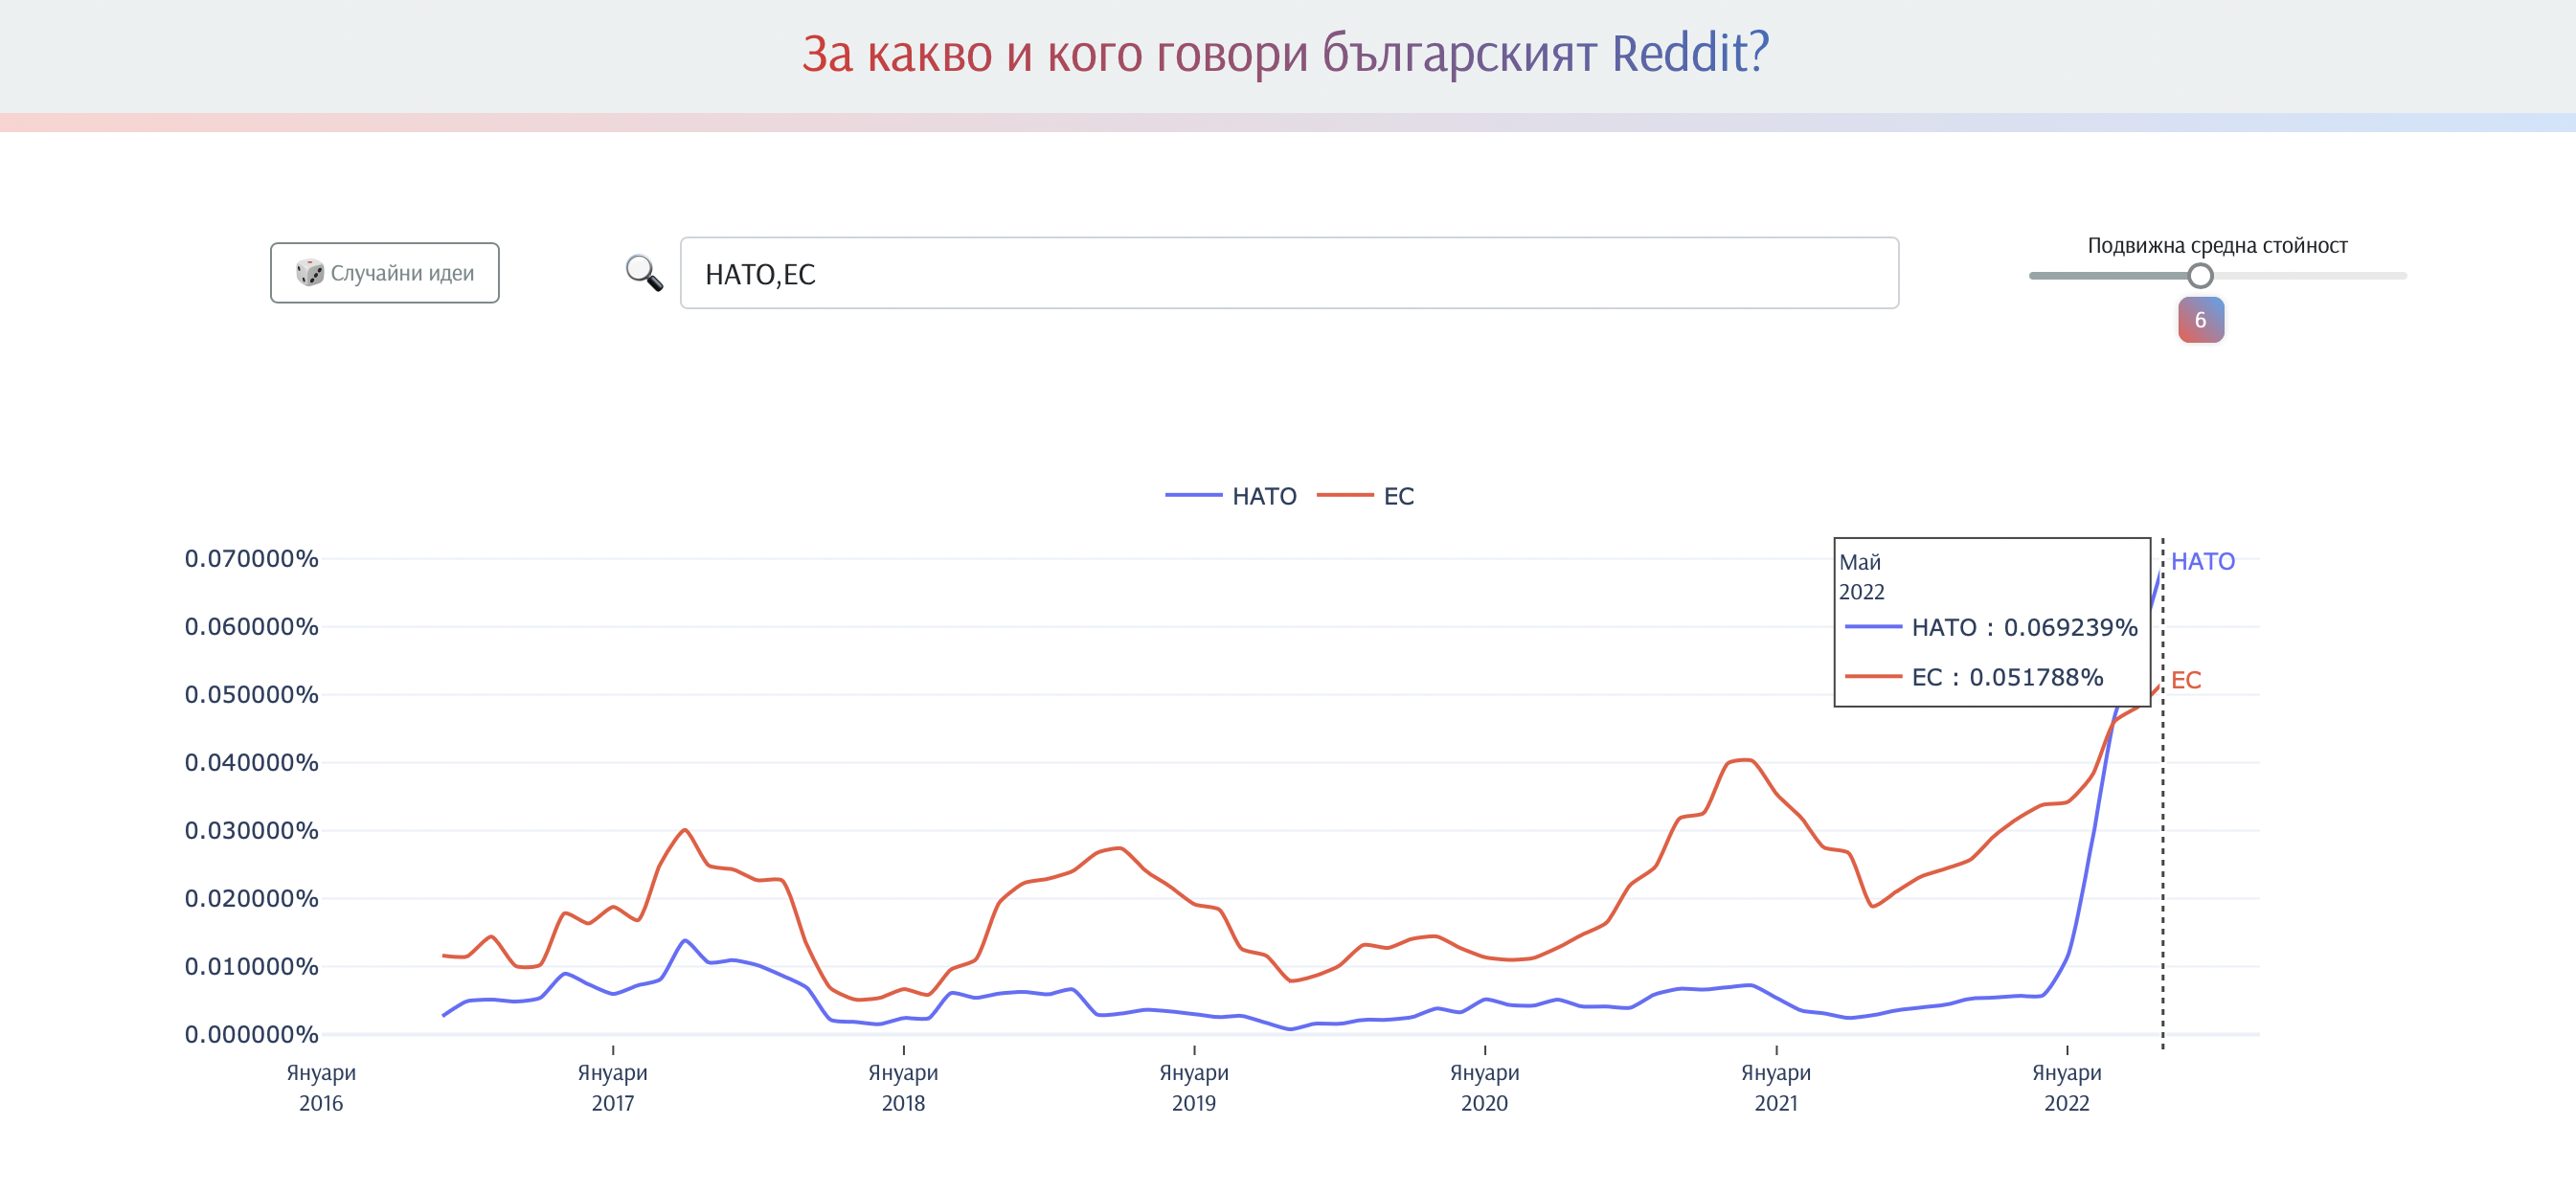 За какво и кого говори българският Reddit?
Случайни идеи
НАТО,ЕС
Подвижна средна стойност
6
НАТО ЕС
0.070000%
0.060000%
0.050000%
0.040000%
0.030000%
0.020000%
0.010000%
0.000000%
Май
2022
НАТО : 0.069239%
ЕС : 0.051788%
НАТО
ЕС
Януари Януари Януари Януари Януари Януари Януари
2016 2017 2018 2019 2020 2021 2022